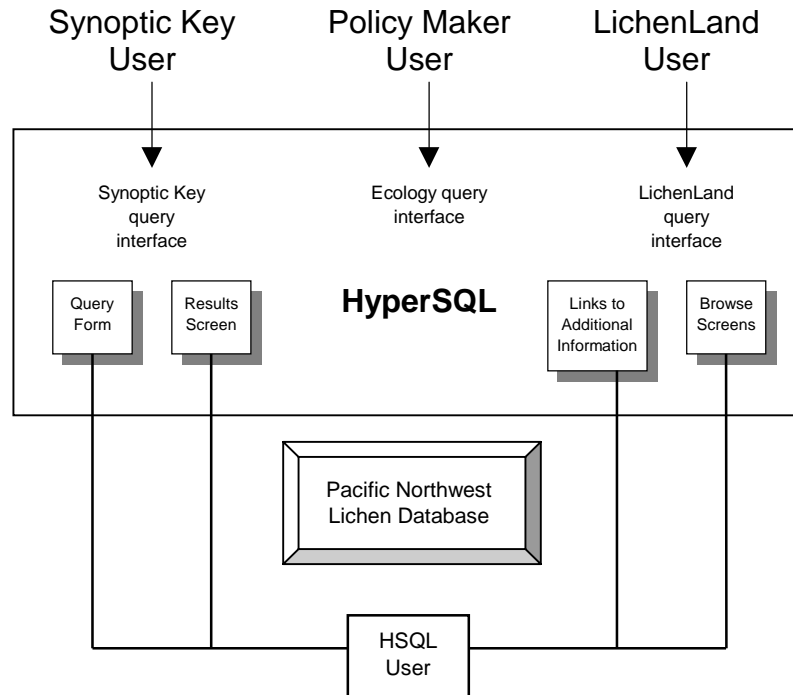 Synoptic Key
User
Policy Maker
User
LichenLand
User
Synoptic Key
query
interface
Ecology query
interface
LichenLand
query
interface
Query
Form
Results
Screen
HyperSQL
Links to
Additional
Information
Browse
Screens
Pacific Northwest
Lichen Database
HSQL
User